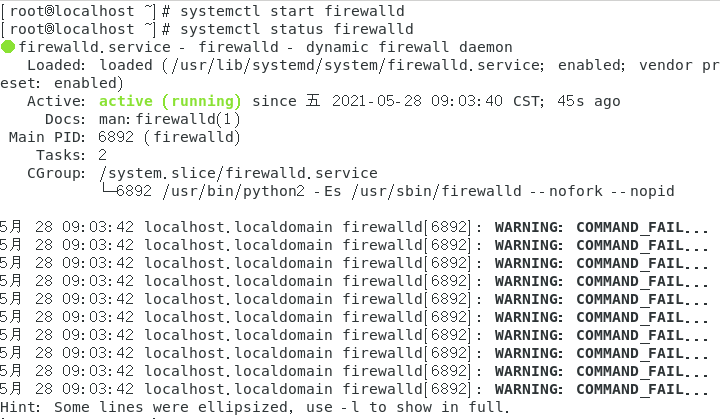 [root@localhost ~]# systemctl start firewalld
[root@localhost ~]# systemctl status firewalld
● firewalld.service - firewalld - dynamic firewall daemon
   Loaded: loaded (/usr/lib/systemd/system/firewalld.service; enabled; vendor pr
eset: enabled)
   Active: active (running) since 五 2021-05-28 09:03:40 CST; 45s ago
     Docs: man:firewalld(1)
 Main PID: 6892 (firewalld)
    Tasks: 2
   CGroup: /system.slice/firewalld.service
           └─6892 /usr/bin/python2 -Es /usr/sbin/firewalld --nofork --nopid

5月 28 09:03:42 localhost.localdomain firewalld[6892]: WARNING: COMMAND_FAIL...
5月 28 09:03:42 localhost.localdomain firewalld[6892]: WARNING: COMMAND_FAIL...
5月 28 09:03:42 localhost.localdomain firewalld[6892]: WARNING: COMMAND_FAIL...
5月 28 09:03:42 localhost.localdomain firewalld[6892]: WARNING: COMMAND_FAIL...
5月 28 09:03:42 localhost.localdomain firewalld[6892]: WARNING: COMMAND_FAIL...
5月 28 09:03:42 localhost.localdomain firewalld[6892]: WARNING: COMMAND_FAIL...
5月 28 09:03:42 localhost.localdomain firewalld[6892]: WARNING: COMMAND_FAIL...
5月 28 09:03:42 localhost.localdomain firewalld[6892]: WARNING: COMMAND_FAIL...
5月 28 09:03:42 localhost.localdomain firewalld[6892]: WARNING: COMMAND_FAIL...
5月 28 09:03:42 localhost.localdomain firewalld[6892]: WARNING: COMMAND_FAIL...
Hint: Some lines were ellipsized, use -l to show in full.